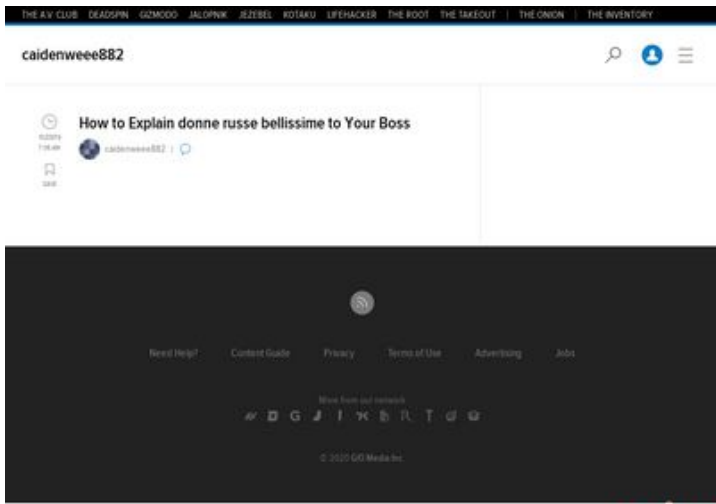 THE A.V. CLUB DEADSPIN GIZMODO JALOPNIK JEZEBEL KOTAKU LIFEHACKER THE ROOT THE TAKEOUT | THE ONION | THE INVENTORY
caidenweee882
How to Explain donne russe bellissime to Your Boss
caidenweee882 |
Save
Need Help? Content Guide Privacy Terms of Use Advertising Jobs
More from our network
© 2020 G/O Media Inc.